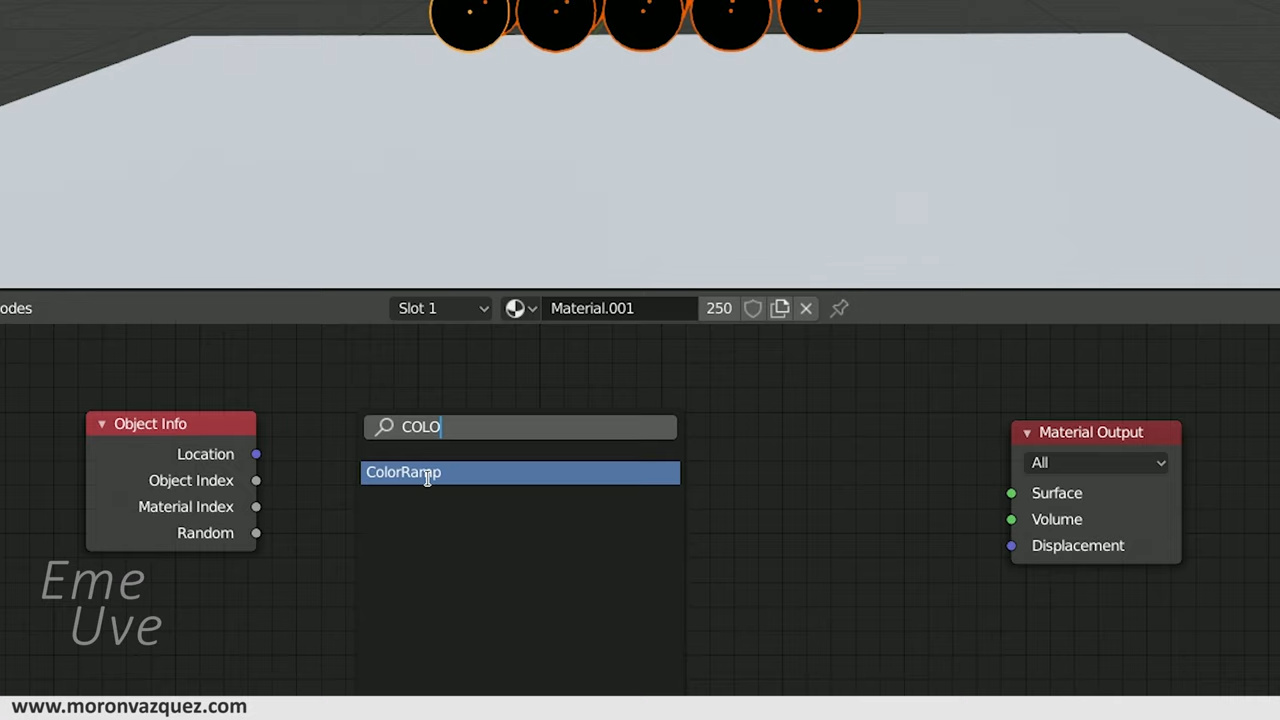 odes
Slot 1
Material.001
250
Object Info
Location
Object Index
Material Index
Random
COLO
ColorRamp
Material Output
All
Surface
Volume
Displacement
Eme
Uve
www.moronvazquez.com